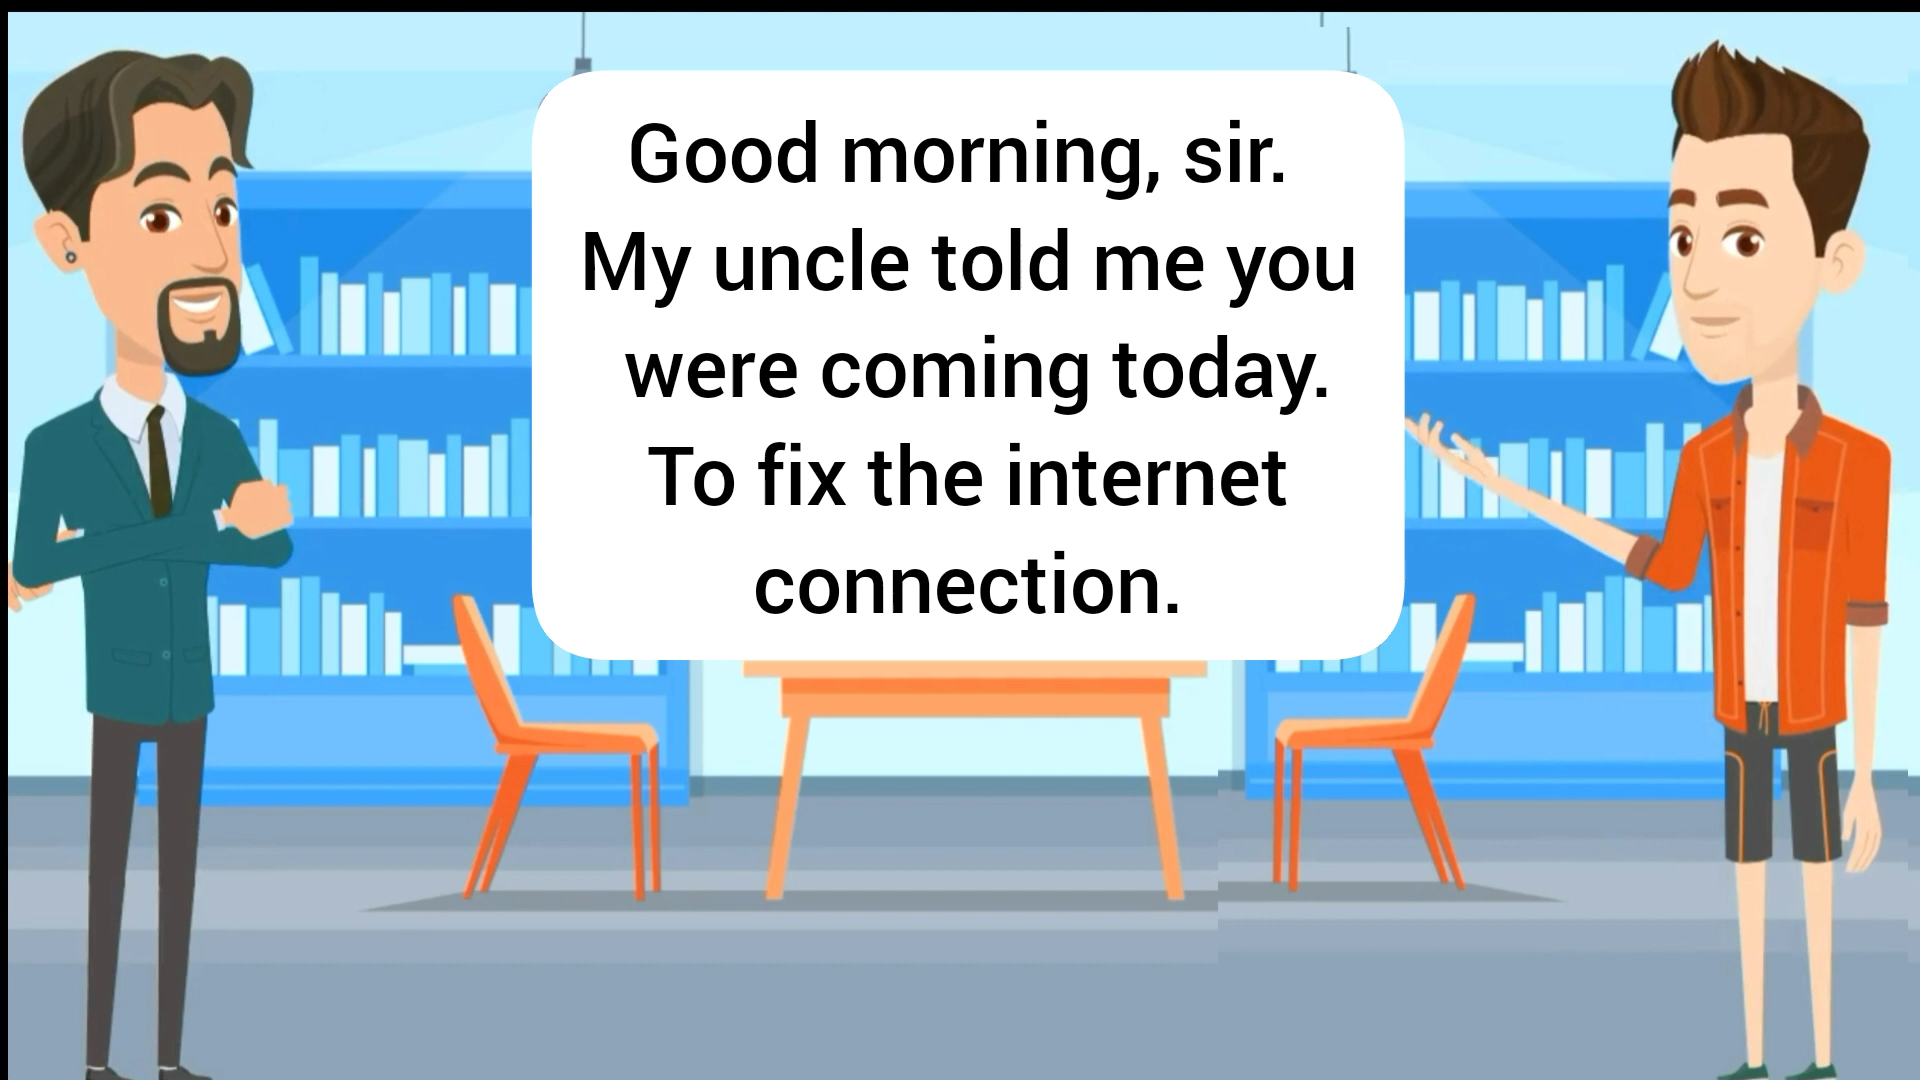 Good morning, sir.
My uncle told me you
were coming today.
To fix the internet
connection.